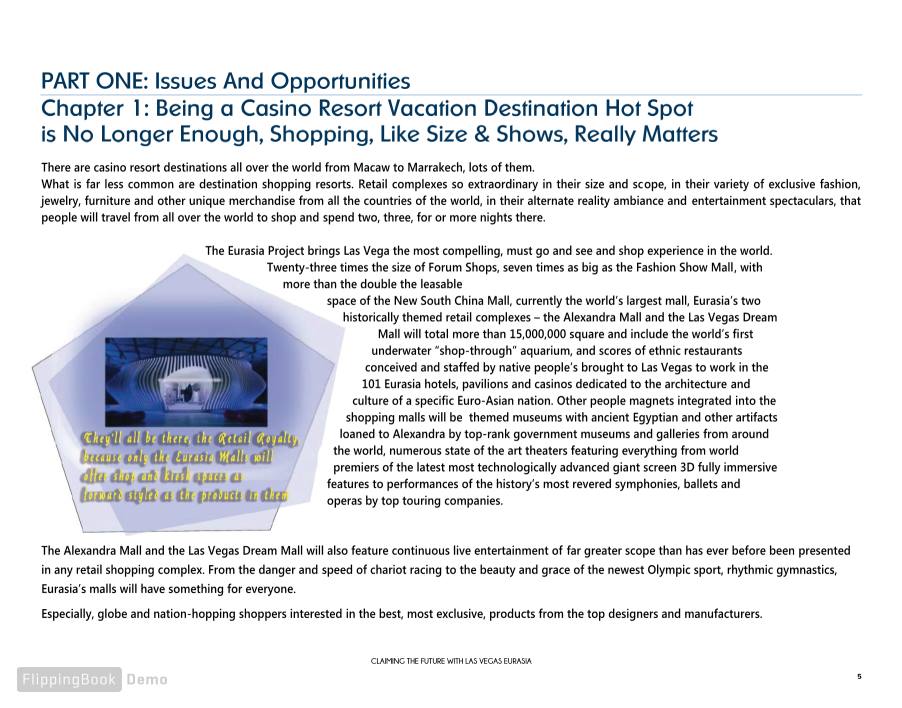 PART ONE: Issues And Opportunities
Chapter 1: Being a Casino Resort Vacation Destination Hot Spot
is No Longer Enough, Shopping, Like Size & Shows, Really Matters
There are casino resort destinations all over the world from Macaw to Marrakech, lots of them.
What is far less common are destination shopping resorts. Retail complexes so extraordinary in their size and scope, in their variety of exclusive fashion,
jewelry, furniture and other unique merchandise from all the countries of the world, in their alternate reality ambiance and entertainment spectaculars, that
people will travel from all over the world to shop and spend two, three, for or more nights there.
The Eurasia Project brings Las Vega the most compelling, must go and see and shop experience in the world.
Twenty-three times the size of Forum Shops, seven times as big as the Fashion Show Mall, with
more than the double the leasable
space of the New South China Mall, currently the world's largest mall, Eurasia's two
historically themed retail complexes – the Alexandra Mall and the Las Vegas Dream
Mall will total more than 15,000,000 square and include the world's first
underwater "shop-through" aquarium, and scores of ethnic restaurants
conceived and staffed by native people's brought to Las Vegas to work in the
101 Eurasia hotels, pavilions and casinos dedicated to the architecture and
culture of a specific Euro-Asian nation. Other people magnets integrated into the
shopping malls will be themed museums with ancient Egyptian and other artifacts
loaned to Alexandra by top-rank government museums and galleries from around
the world, numerous state of the art theaters featuring everything from world
premiers of the latest most technologically advanced giant screen 3D fully immersive
features to performances of the history's most revered symphonies, ballets and
operas by top touring companies.
They'll all be there, the Retail Royalty,
because only the Eurasia Malls will
offer shop and kiosk space as
forward styled as the products in them
The Alexandra Mall and the Las Vegas Dream Mall will also feature continuous live entertainment of far greater scope than has ever before been presented
in any retail shopping complex. From the danger and speed of chariot racing to the beauty and grace of the newest Olympic sport, rhythmic gymnastics,
Eurasia's malls will have something for everyone.
Especially, globe and nation-hopping shoppers interested in the best, most exclusive, products from the top designers and manufacturers.
CLAIMING THE FUTURE WITH LAS VEGAS EURASIA
5
FlippingBook Demo